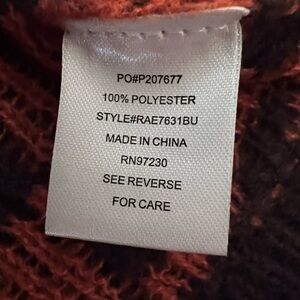 PO#P207677
100% POLYESTER
STYLE#RAE7631BU
MADE IN CHINA
RN97230
SEE REVERSE
FOR CARE